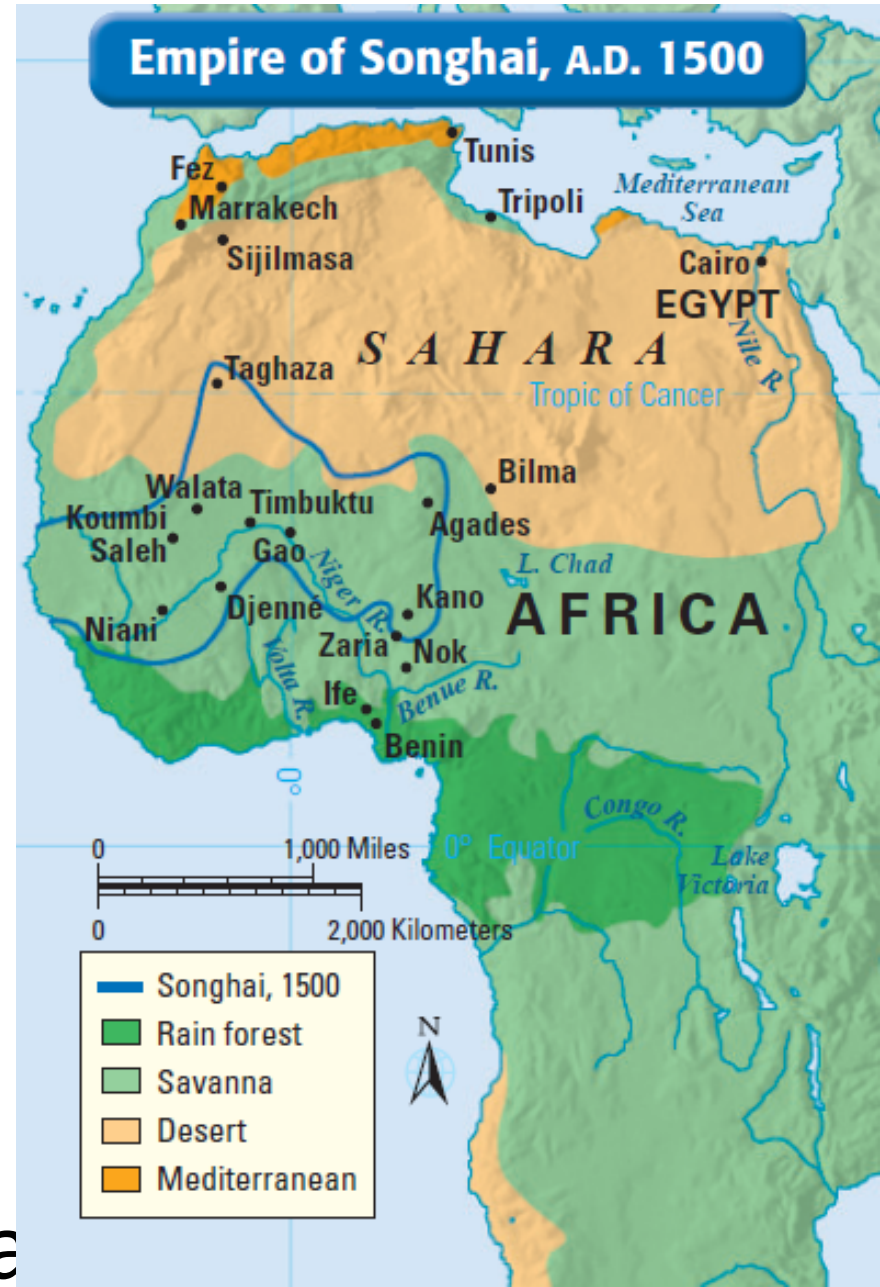 Empire of Songhai, A.D. 1500
Tunis
Fez
Mediterranean
Sea
Marrakech
Tripoli
Sijilmasa
Cairo
EGYPT
Nile R.
SAHARA
Taghaza
Tropic of Cancer
Bilma
Walata
Timbuktu
Koumbi
Saleh
Agades
Gao
Niger R.
L. Chad
Kano
AFRICA
Djenné
Niani
Zaria
Nok
Volta R.
Ife
Benue R.
Benin
0°
Congo R.
0 1,000 Miles
0° Equator
Lake
Victoria
0 2,000 Kilometers
N
Songhai, 1500
Rain forest
Savanna
Desert
Mediterranean